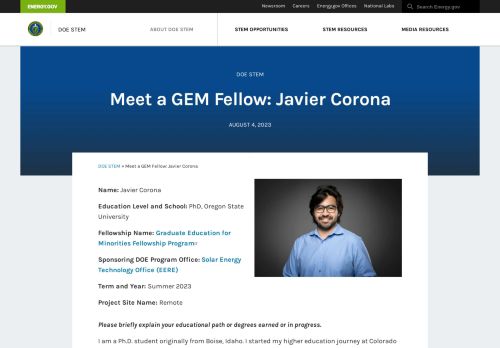 ENERGY.GOV
Newsroom Careers Energy.gov Offices National Labs Search Energy.gov
DOE STEM ABOUT DOE STEM STEM OPPORTUNITIES STEM RESOURCES MEDIA RESOURCES
DOE STEM
Meet a GEM Fellow: Javier Corona
AUGUST 4, 2023
DOE STEM » Meet a GEM Fellow: Javier Corona
Name: Javier Corona
Education Level and School: PhD, Oregon State
University
Fellowship Name: Graduate Education for
Minorities Fellowship Program
Sponsoring DOE Program Office: Solar Energy
Technology Office (EERE)
Term and Year: Summer 2023
Project Site Name: Remote
Please briefly explain your educational path or degrees earned or in progress.
I am a Ph.D. student originally from Boise, Idaho. I started my higher education journey at Colorado